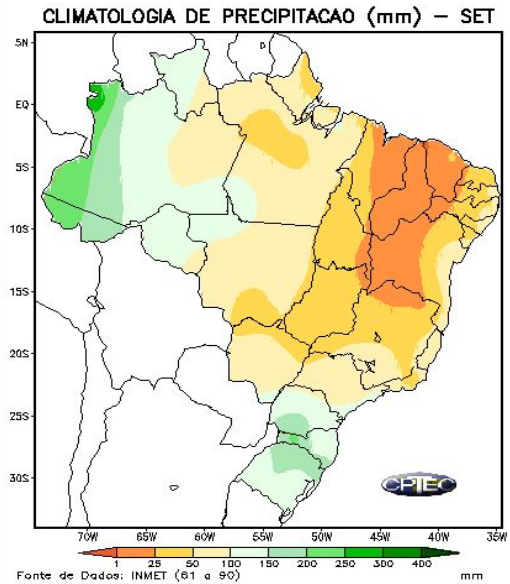 CLIMATOLOGIA DE PRECIPITACAO (mm) — SET
5N
EQ
5S
10S
15S
20S
25S
30S
70W 65W 60W 55W 50W 45W 40W 35W
CPTEC
1 25 50 100 150 200 250 300 400 mm
Fonte de Dados: INMET (61 a 90)